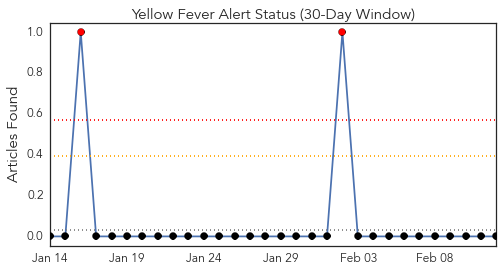 Yellow Fever Alert Status (30-Day Window)
Articles Found
1.0
0.8
0.6
0.4
0.2
0.0
Jan 14 Jan 19 Jan 24 Jan 29 Feb 03 Feb 08